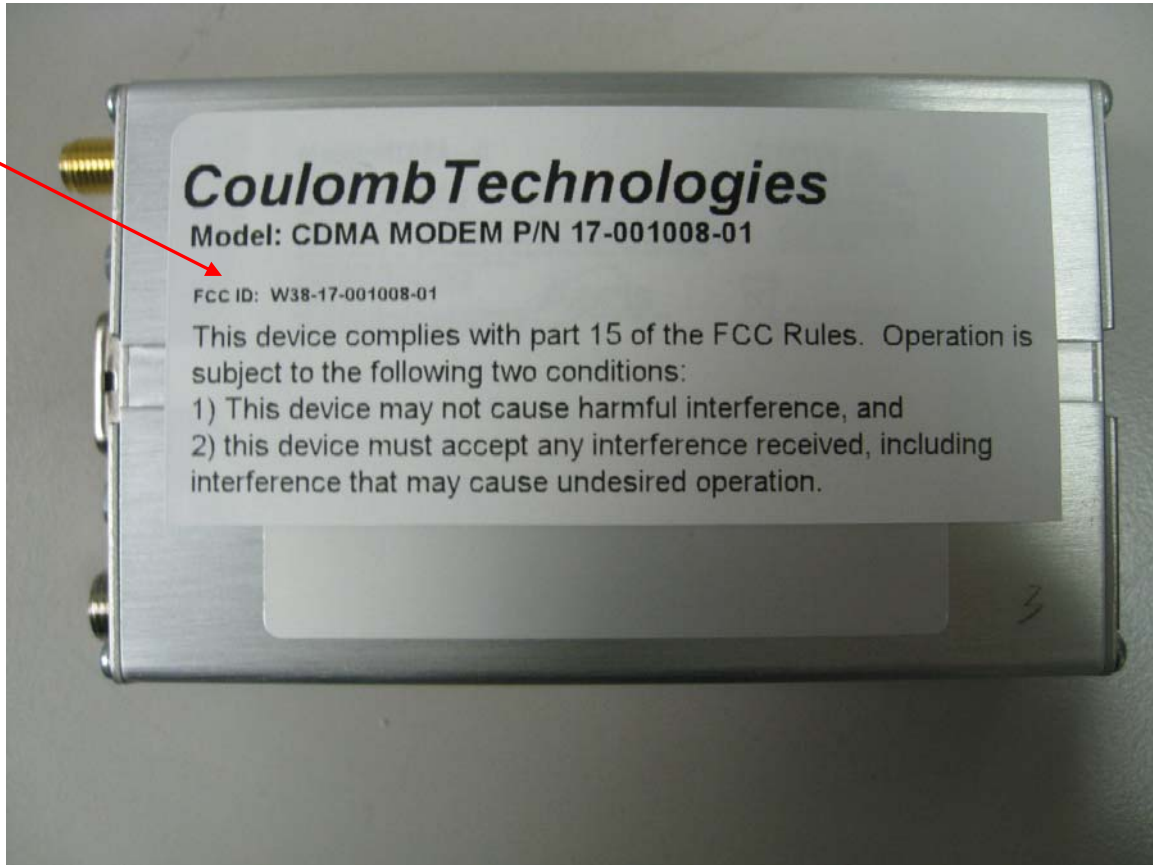 CoulombTechnologies
Model: CDMA MODEM P/N 17-001008-01
FCC ID: W38-17-001008-01
This device complies with part 15 of the FCC Rules. Operation is
subject to the following two conditions:
1) This device may not cause harmful interference, and
2) this device must accept any interference received, including
interference that may cause undesired operation.
3